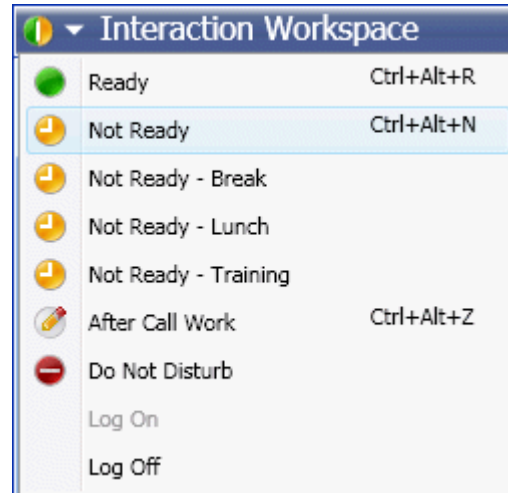 Interaction Workspace
Ready Ctrl+Alt+R
Not Ready Ctrl+Alt+N
Not Ready - Break
Not Ready - Lunch
Not Ready - Training
After Call Work Ctrl+Alt+Z
Do Not Disturb
Log On
Log Off